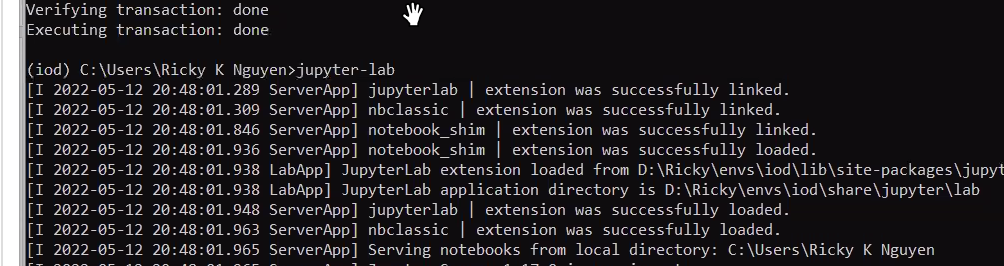 Verifying transaction: done
Executing transaction: done
(iod) C:\Users\Ricky K Nguyen>jupyter-lab
[I 2022-05-12 20:48:01.289 ServerApp] jupyterlab | extension was successfully linked.
[I 2022-05-12 20:48:01.309 ServerApp] nbclassic | extension was successfully linked.
[I 2022-05-12 20:48:01.846 ServerApp] notebook_shim | extension was successfully linked.
[I 2022-05-12 20:48:01.936 ServerApp] notebook_shim | extension was successfully loaded.
[I 2022-05-12 20:48:01.938 LabApp] JupyterLab extension loaded from D:\Ricky\envs\iod\lib\site-packages\jupyt
[I 2022-05-12 20:48:01.938 LabApp] JupyterLab application directory is D:\Ricky\envs\iod\share\jupyter\lab
[I 2022-05-12 20:48:01.948 ServerApp] jupyterlab | extension was successfully loaded.
[I 2022-05-12 20:48:01.963 ServerApp] nbclassic | extension was successfully loaded.
[I 2022-05-12 20:48:01.965 ServerApp] Serving notebooks from local directory: C:\Users\Ricky K Nguyen